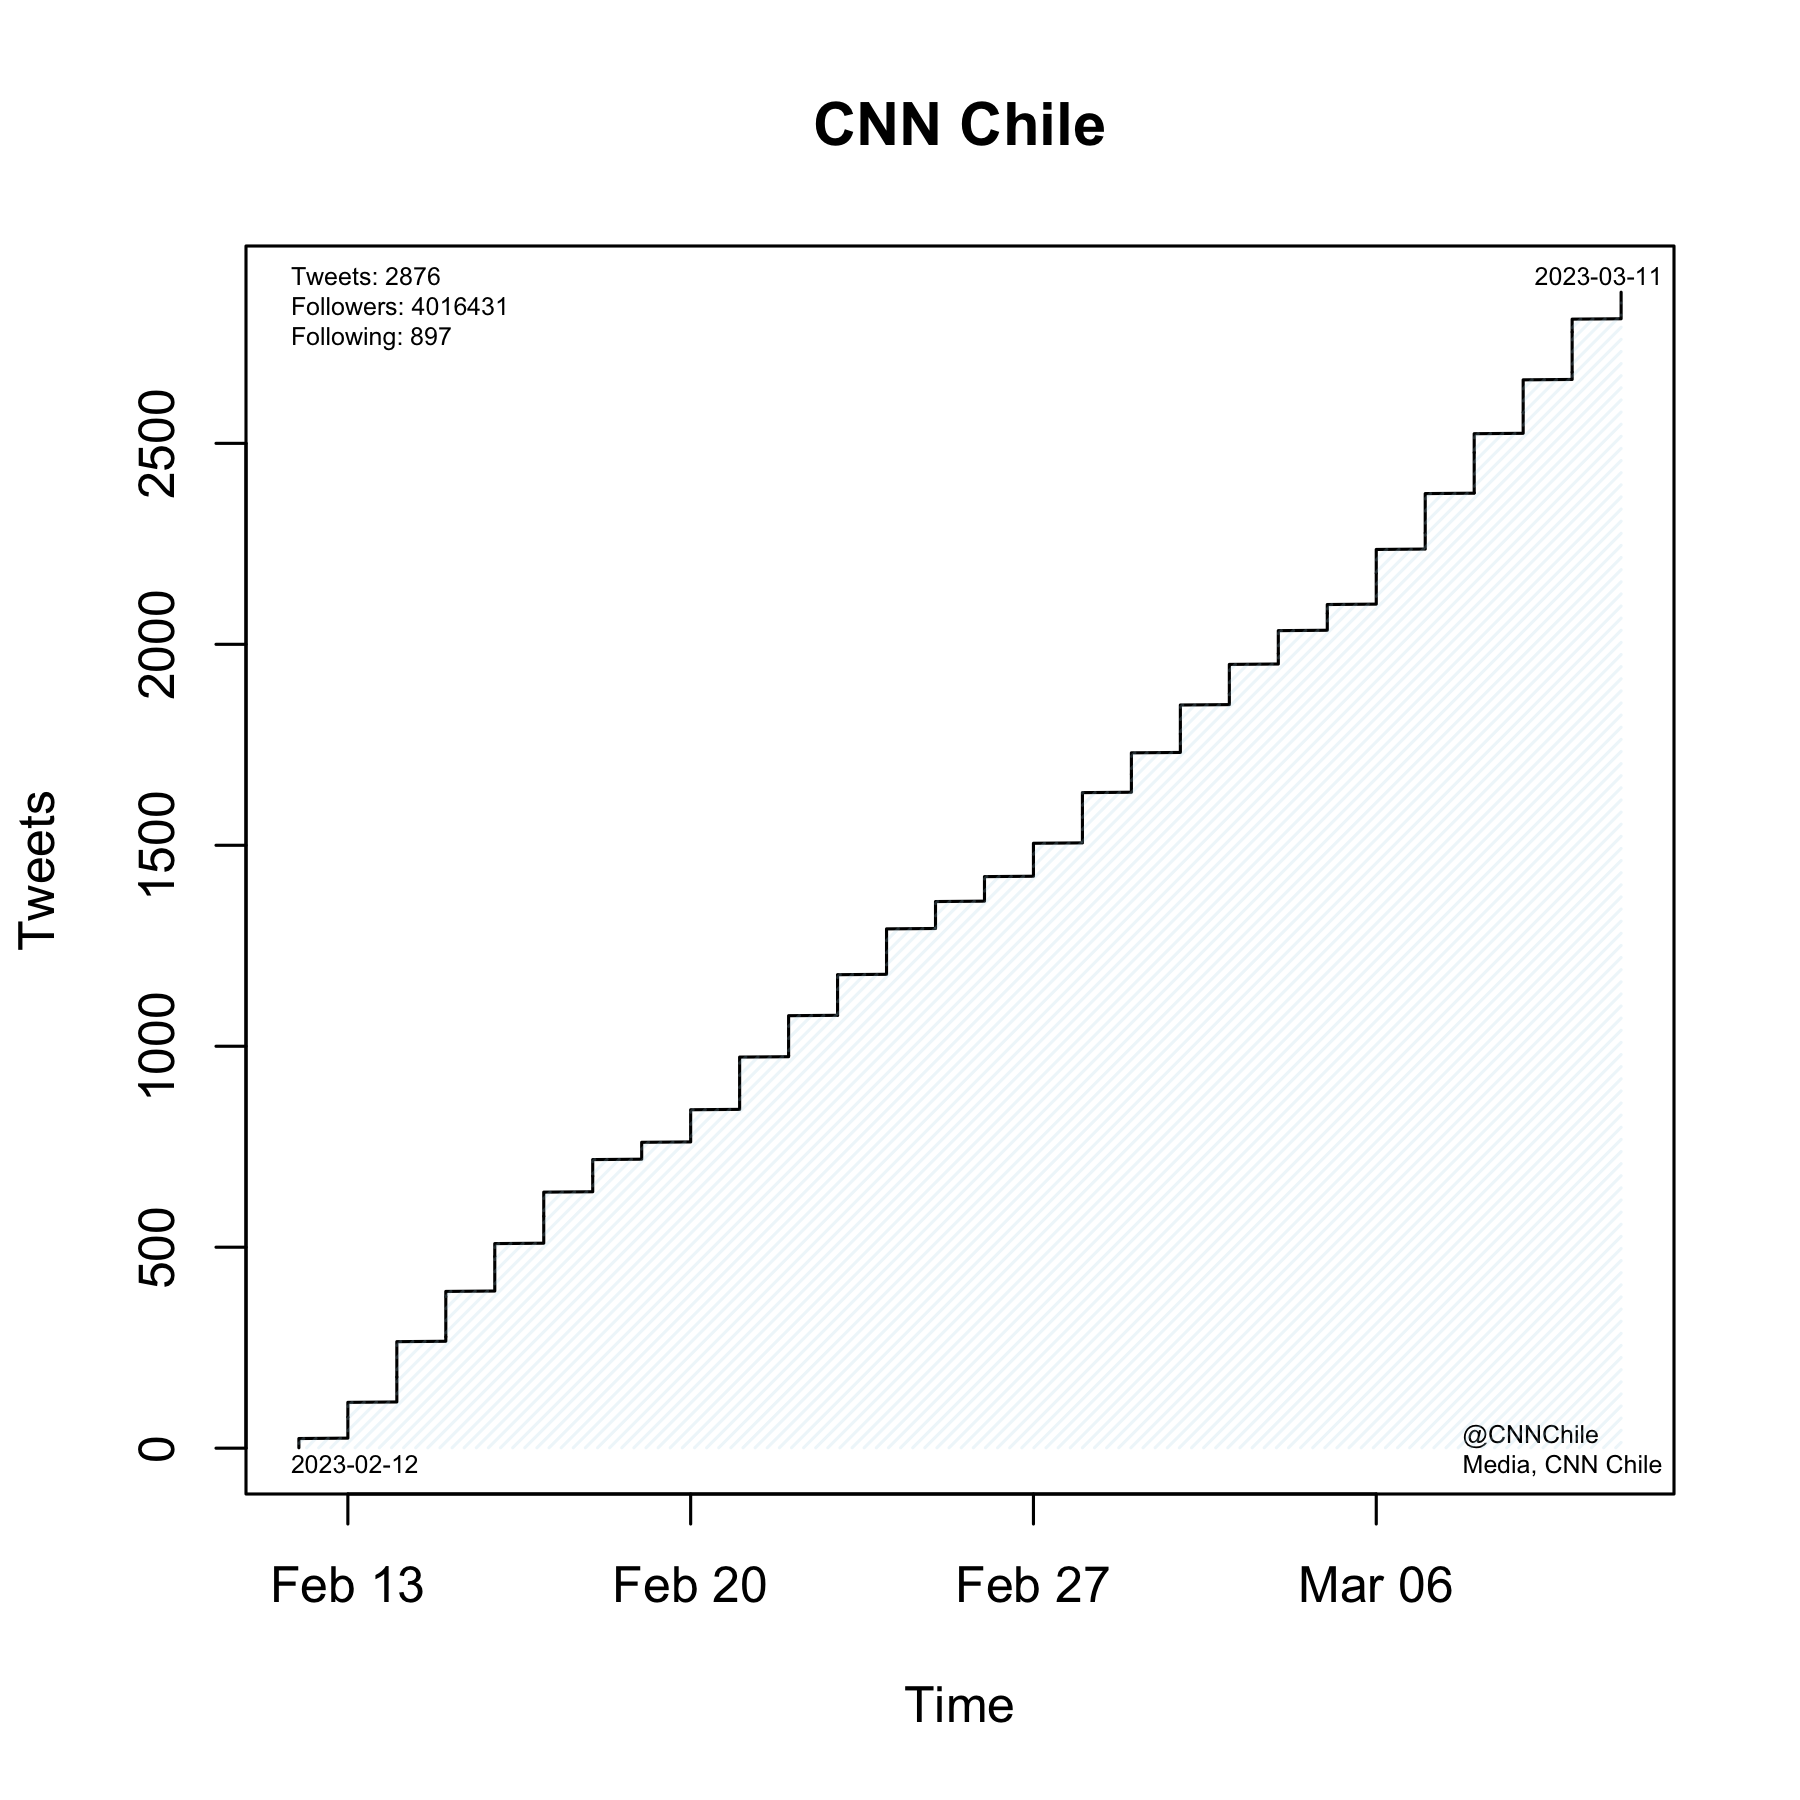 CNN Chile
Tweets: 2876
Followers: 4016431
Following: 897
2023-03-11
2500
2000
1500
1000
500
0
Tweets
2023-02-12
@CNNChile
Media, CNN Chile
Feb 13
Feb 20
Feb 27
Mar 06
Time